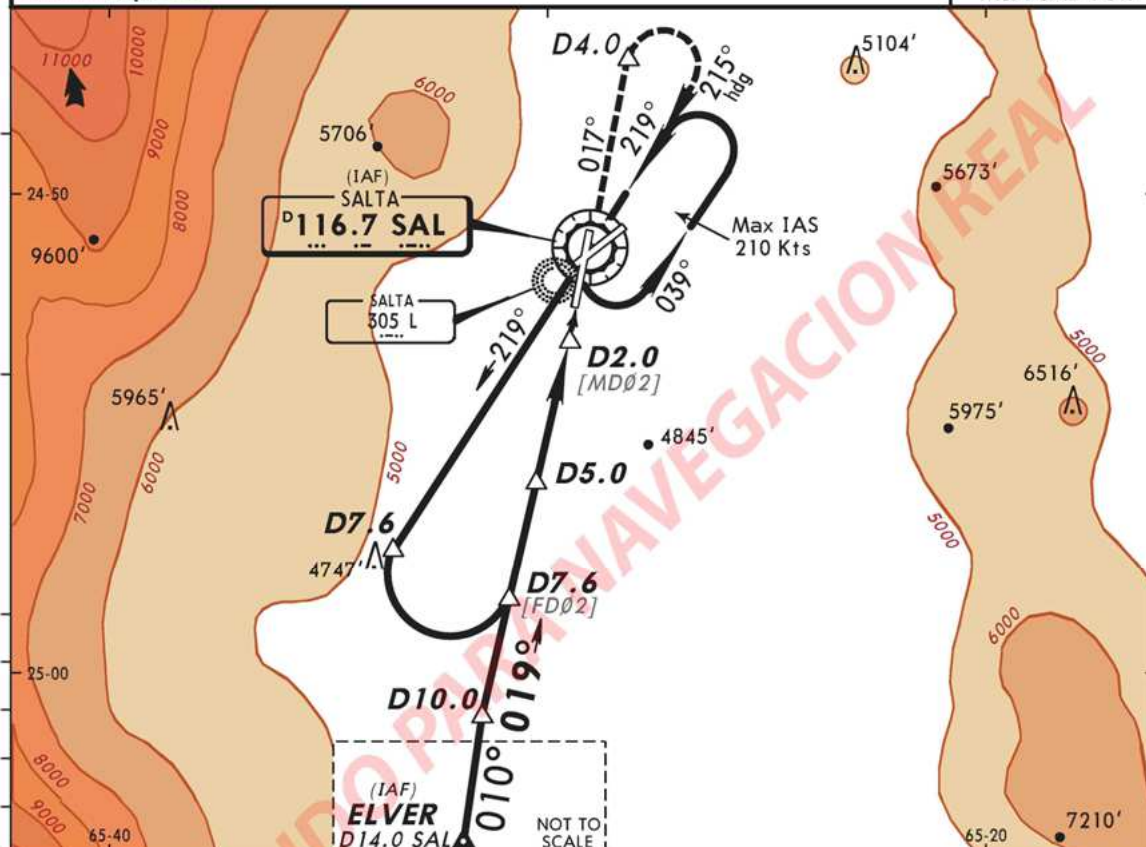 11000
10000
D4.0
215° hdg
5104'
6000
9000
5706'
017°
219°
8000
(IAF)
SALTA
D116.7 SAL
... .- .-..
24-50
9600'
5673'
Max IAS
210 Kts
SALTA
305 L
.-..
039°
219°
D2.0
[MDØ2]
5000
6516'
5965'
5975'
4845'
6000
5000
7000
D5.0
D7.6
4747'
5000
D7.6
[FDØ2]
6000
25-00
019°
D10.0
010°
8000
9000
(IAF)
ELVER
D14.0 SAL
NOT TO
SCALE
65-40
65-20
7210'
NDO PARA NAVEGACION REAL